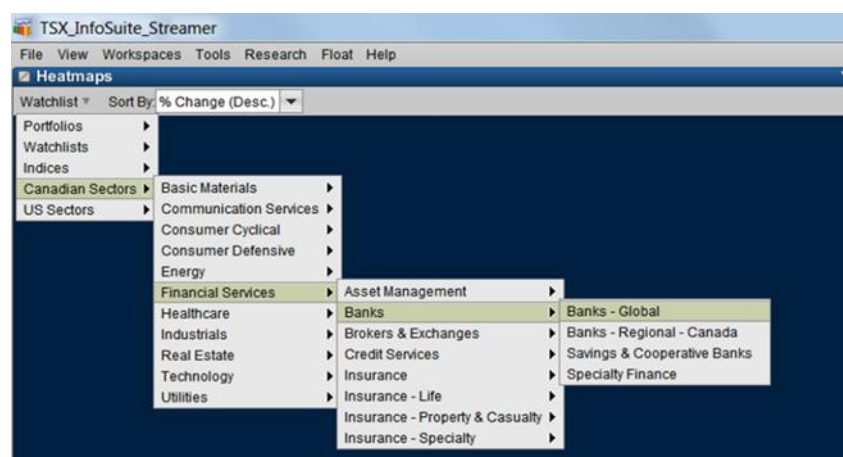 TSX_InfoSuite_Streamer
File View Workspaces Tools Research Float Help
Heatmaps
Watchlist Sort By: % Change (Desc.)
Portfolios
Watchlists
Indices
Canadian Sectors
US Sectors
Basic Materials
Communication Services
Consumer Cyclical
Consumer Defensive
Energy
Financial Services
Healthcare
Industrials
Real Estate
Technology
Utilities
Asset Management
Banks
Brokers & Exchanges
Credit Services
Insurance
Insurance - Life
Insurance - Property & Casualty
Insurance - Specialty
Banks - Global
Banks - Regional - Canada
Savings & Cooperative Banks
Specialty Finance